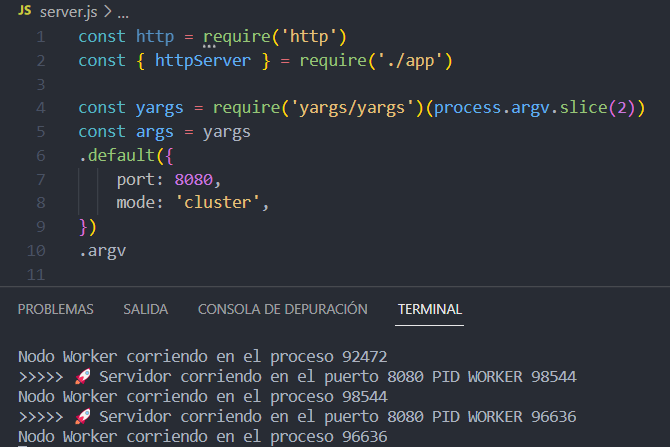 JS server.js > ...
1 const http = require('http')
2 const { httpServer } = require('./app')
3
4 const yargs = require('yargs/yargs')(process.argv.slice(2))
5 const args = yargs
6 .default({
7     port: 8080,
8     mode: 'cluster',
9 })
10 .argv
11
PROBLEMAS SALIDA CONSOLA DE DEPURACIÓN TERMINAL
Nodo Worker corriendo en el proceso 92472
>>>>> 🚀 Servidor corriendo en el puerto 8080 PID WORKER 98544
Nodo Worker corriendo en el proceso 98544
>>>>> 🚀 Servidor corriendo en el puerto 8080 PID WORKER 96636
Nodo Worker corriendo en el proceso 96636